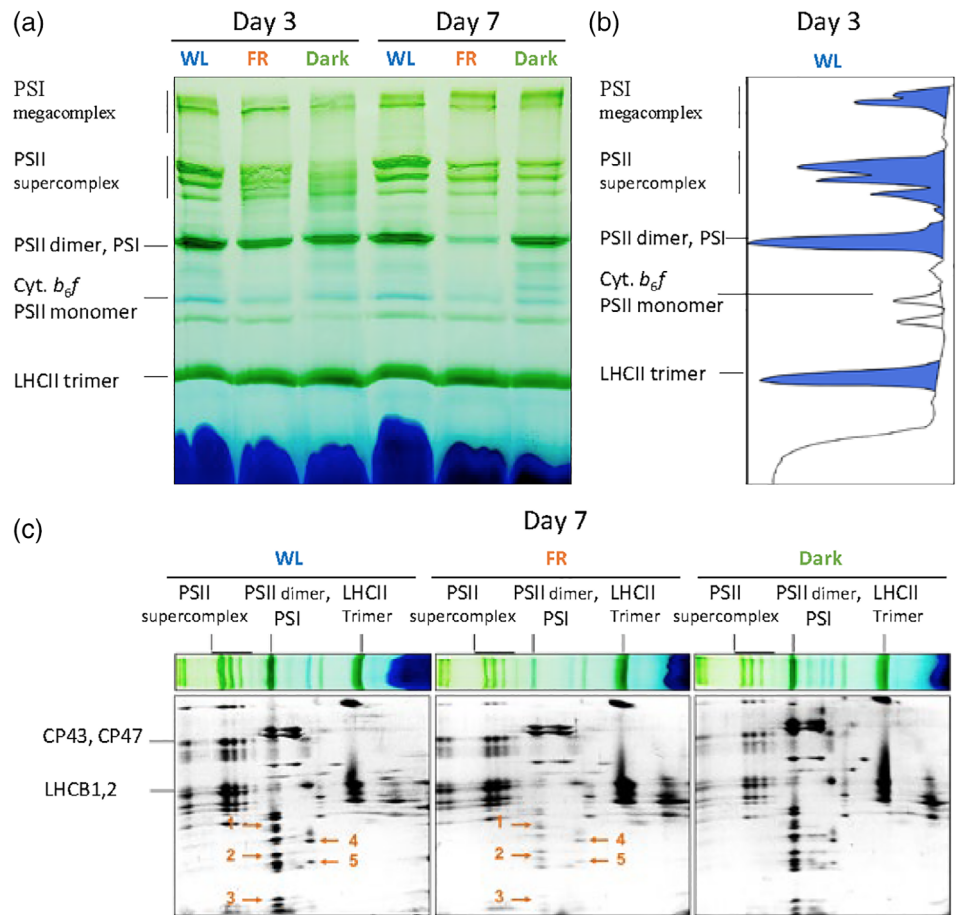 (a)
Day 3
Day 7
WL
FR
Dark
WL
FR
Dark
PSI
megacomplex
PSII
supercomplex
PSII dimer, PSI
Cyt. b₆f
PSII monomer
LHCII trimer
(b)
Day 3
WL
PSI
megacomplex
PSII
supercomplex
PSII dimer, PSI
Cyt. b₆f
PSII monomer
LHCII trimer
(c)
Day 7
WL
FR
Dark
PSII
supercomplex
PSII dimer,
PSI
LHCII
Trimer
PSII
supercomplex
PSII dimer,
PSI
LHCII
Trimer
PSII
supercomplex
PSII dimer,
PSI
LHCII
Trimer
CP43, CP47
LHCB1,2
1
2
3
4
5
1
2
3
4
5